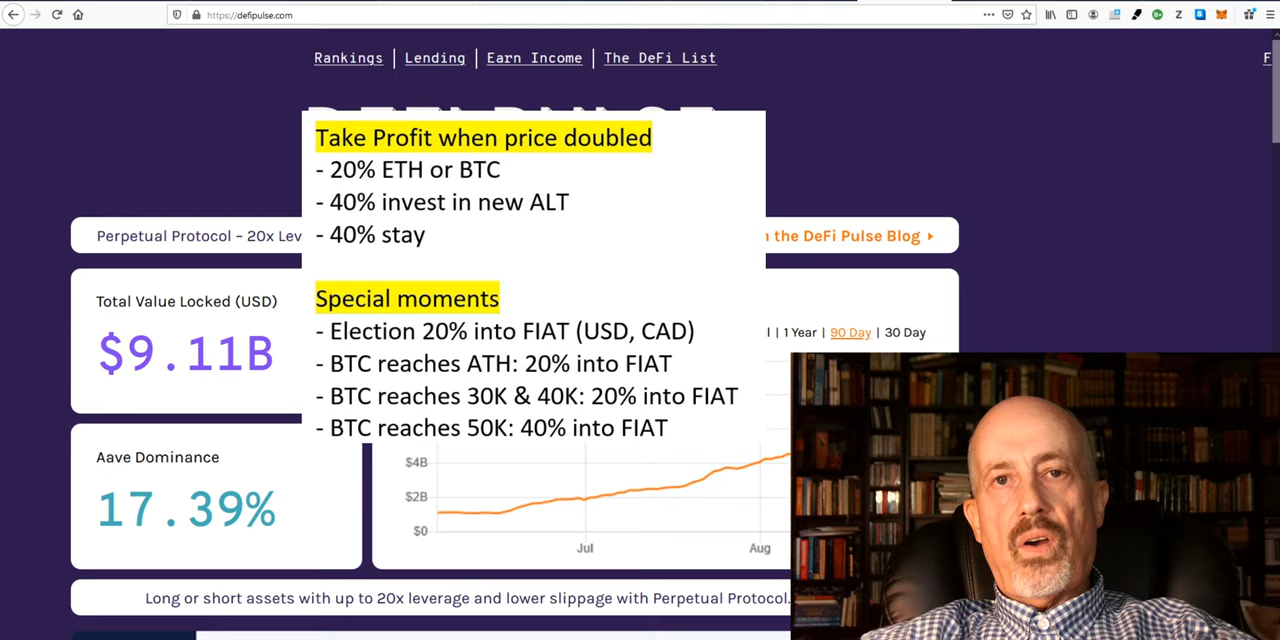 https://defipulse.com
Rankings | Lending | Earn Income | The DeFi List
F
Take Profit when price doubled
- 20% ETH or BTC
- 40% invest in new ALT
- 40% stay
Special moments
- Election 20% into FIAT (USD, CAD)
- BTC reaches ATH: 20% into FIAT
- BTC reaches 30K & 40K: 20% into FIAT
- BTC reaches 50K: 40% into FIAT
Perpetual Protocol – 20x Lev
the DeFi Pulse Blog
Total Value Locked (USD)
$9.11B
| 1 Year | 90 Day | 30 Day
Aave Dominance
17.39%
$4B
$2B
$0
Jul
Aug
Long or short assets with up to 20x leverage and lower slippage with Perpetual Protocol.